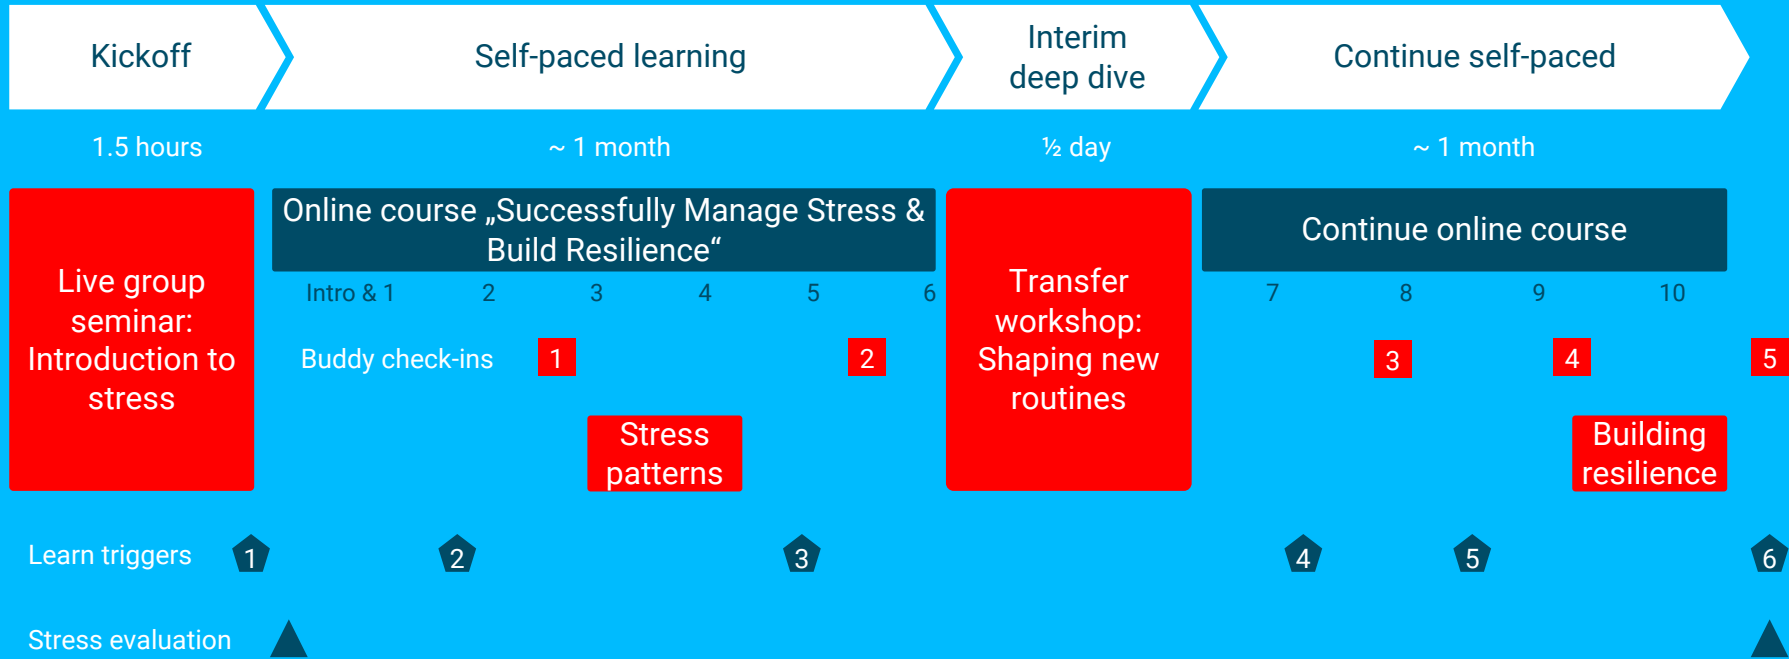 Kickoff
Self-paced learning
Interim
deep dive
Continue self-paced
1.5 hours
~ 1 month
½ day
~ 1 month
Live group
seminar:
Introduction to
stress
Online course „Successfully Manage Stress &
Build Resilience“
Intro & 1 2 3 4 5 6
Transfer
workshop:
Shaping new
routines
Continue online course
7 8 9 10
Buddy check-ins 1 2 3 4 5
Stress
patterns
Building
resilience
Learn triggers 1 2 3 4 5 6
Stress evaluation